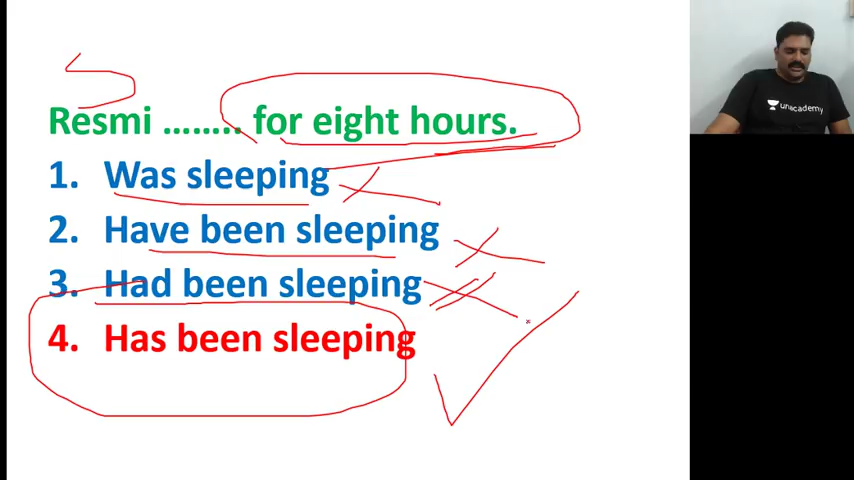 Resmi ........ for eight hours.
1. Was sleeping
2. Have been sleeping
3. Had been sleeping
4. Has been sleeping
unacademy